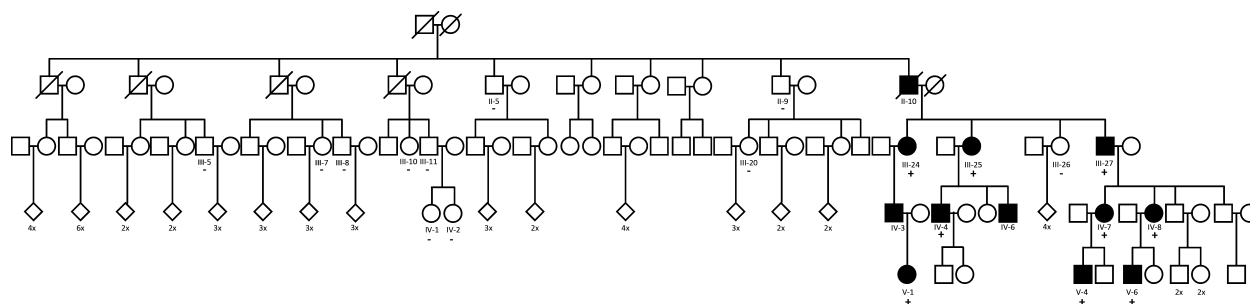 II-5
-
II-9
-
II-10
III-5
-
III-7
-
III-8
-
III-10
-
III-11
-
III-20
-
III-24
+
III-25
+
III-26
-
III-27
+
4x
6x
2x
2x
3x
3x
3x
3x
IV-1
-
IV-2
-
3x
2x
4x
3x
2x
2x
IV-3
IV-4
+
IV-6
4x
IV-7
+
IV-8
+
V-1
+
V-4
+
V-6
+
2x
2x